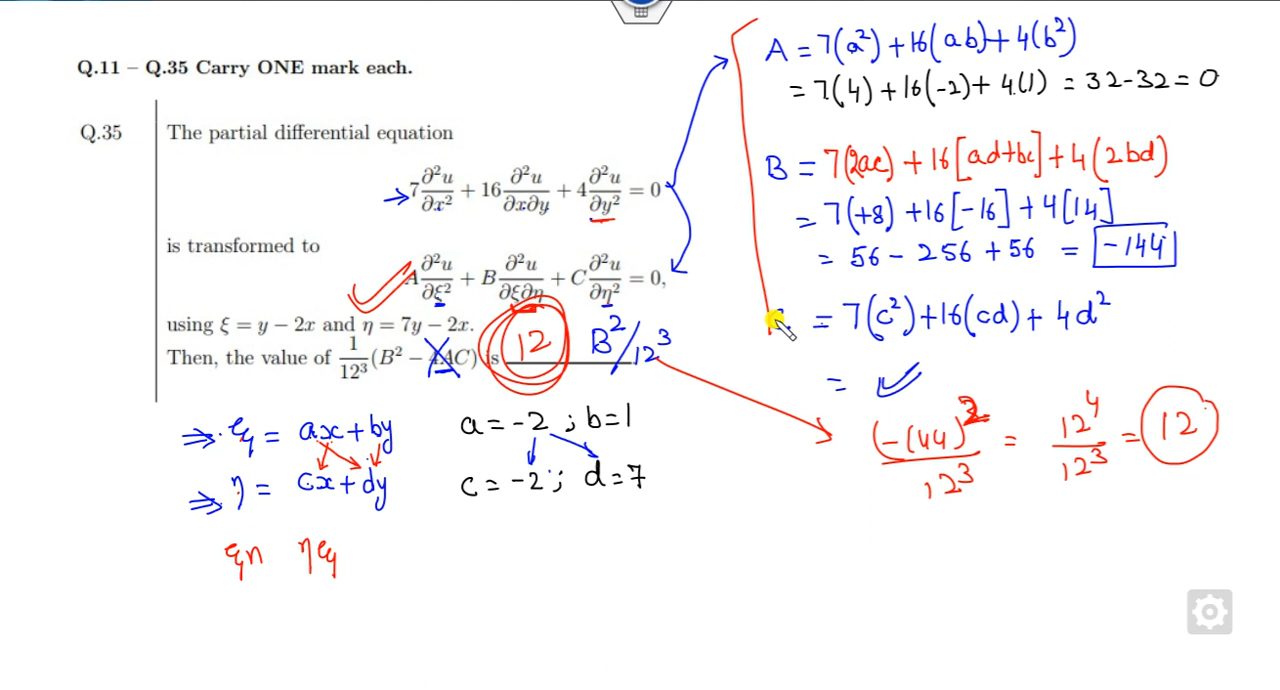 Q.11 – Q.35 Carry ONE mark each.
Q.35 The partial differential equation
7 ∂²u/∂x² + 16 ∂²u/∂x∂y + 4 ∂²u/∂y² = 0
is transformed to
A ∂²u/∂ξ² + B ∂²u/∂ξ∂η + C ∂²u/∂η² = 0,
using ξ = y − 2x and η = 7y − 2x.
Then, the value of 1/12³ (B² − 4AC) is 12
B²/12³
⇒ ξ = ax+by
⇒ η = cx+dy
ξη ηξ
a = -2 ; b = 1
c = -2 ; d = 7
A = 7(a²) + 16(ab) + 4(b²)
= 7(4) + 16(-2) + 4(1) = 32 - 32 = 0
B = 7(2ac) + 16[ad+bc] + 4(2bd)
= 7(+8) + 16[-16] + 4[14]
= 56 - 256 + 56 = -144
= 7(c²) + 16(cd) + 4d²
=
(-144)²/12³ = 12⁴/12³ = 12